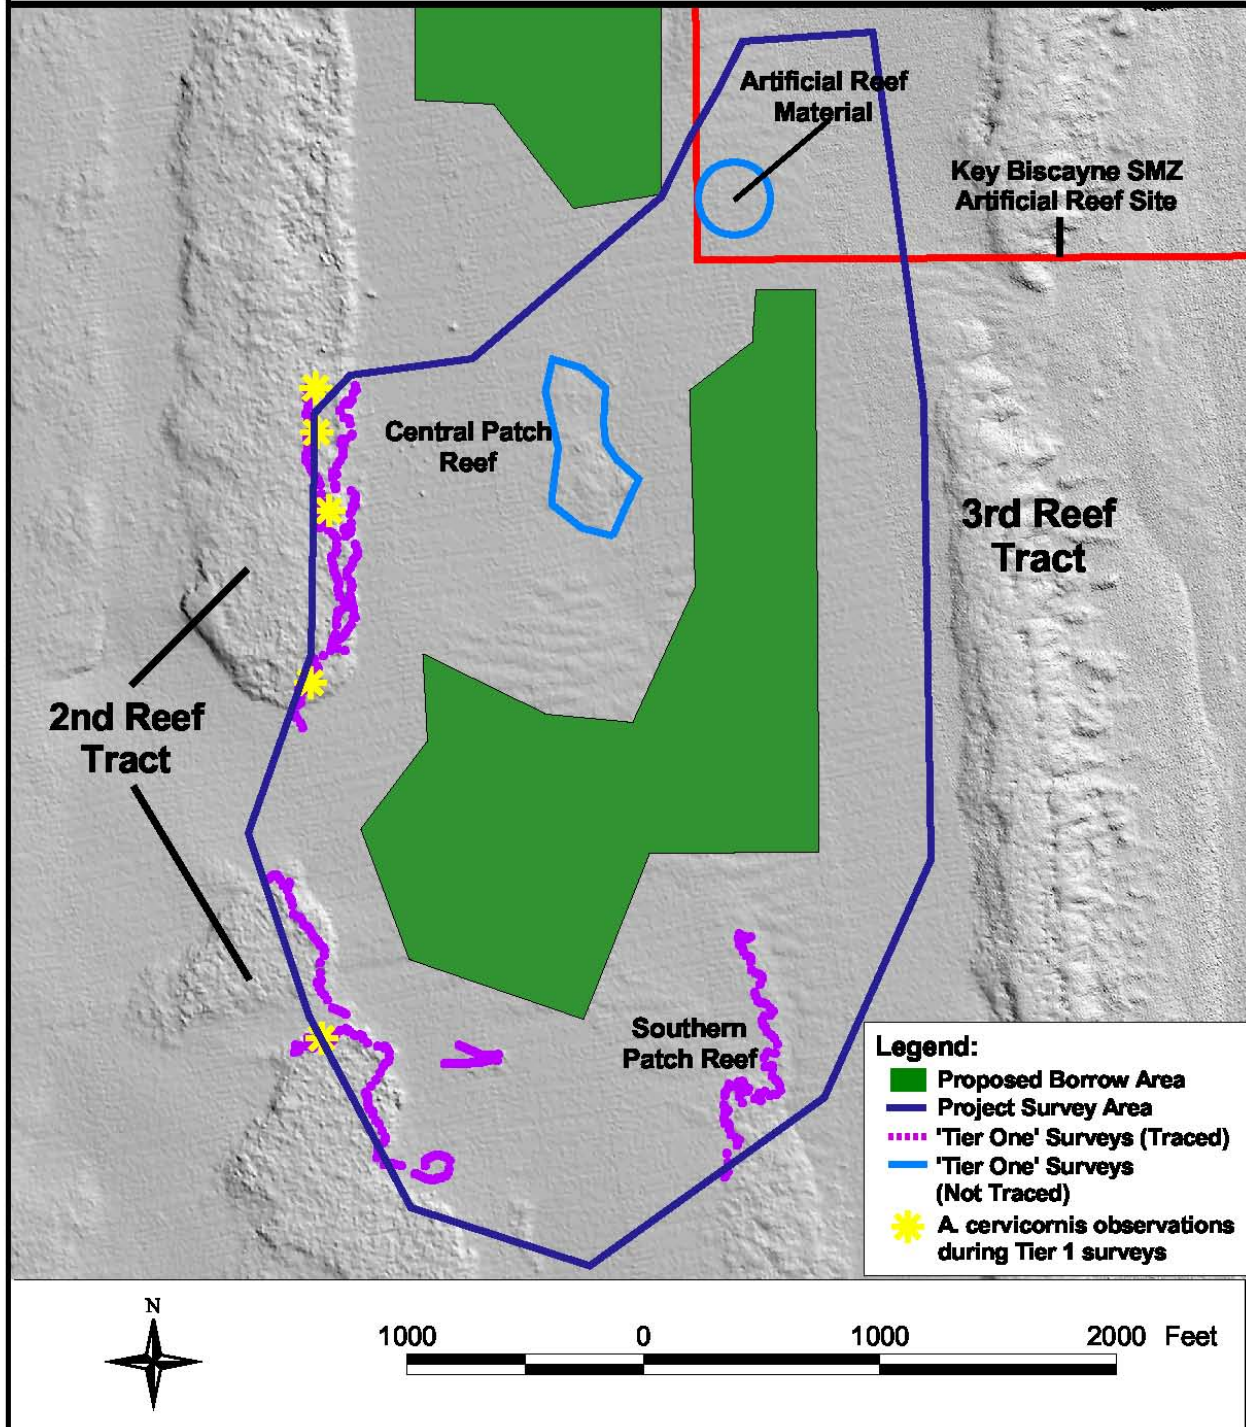 Artificial Reef
Material
Key Biscayne SMZ
Artificial Reef Site
Central Patch
Reef
3rd Reef
Tract
2nd Reef
Tract
Southern
Patch Reef
Legend:
Proposed Borrow Area
Project Survey Area
'Tier One' Surveys (Traced)
'Tier One' Surveys
(Not Traced)
A. cervicornis observations
during Tier 1 surveys
N
1000 0 1000 2000 Feet